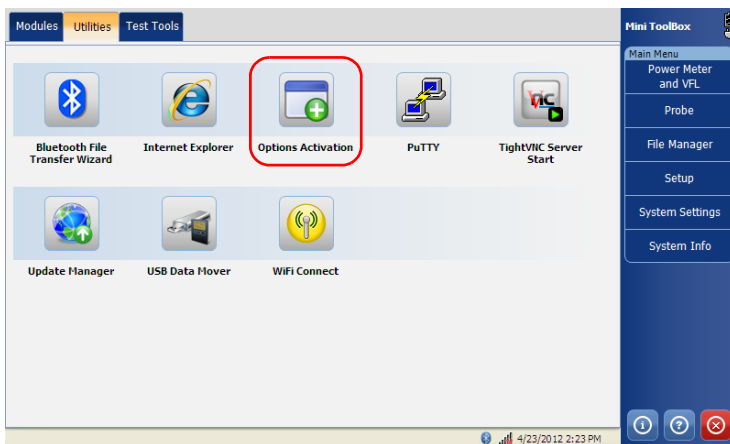 Modules Utilities Test Tools
Mini ToolBox
Bluetooth File
Transfer Wizard
Internet Explorer
Options Activation
PuTTY
VNC
TightVNC Server
Start
Update Manager
USB Data Mover
WiFi Connect
Main Menu
Power Meter
and VFL
Probe
File Manager
Setup
System Settings
System Info
4/23/2012 2:23 PM